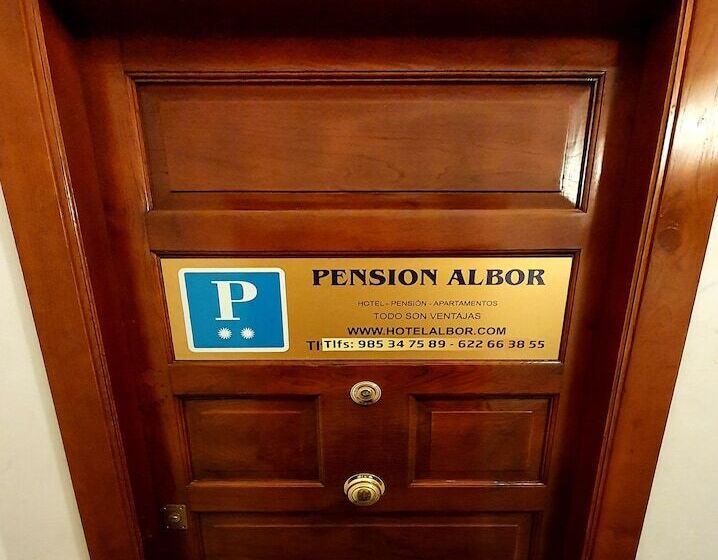 P
PENSION ALBOR
HOTEL - PENSIÓN - APARTAMENTOS
TODO SON VENTAJAS
WWW.HOTELALBOR.COM
Tlfs: 985 34 75 89 - 622 66 38 55